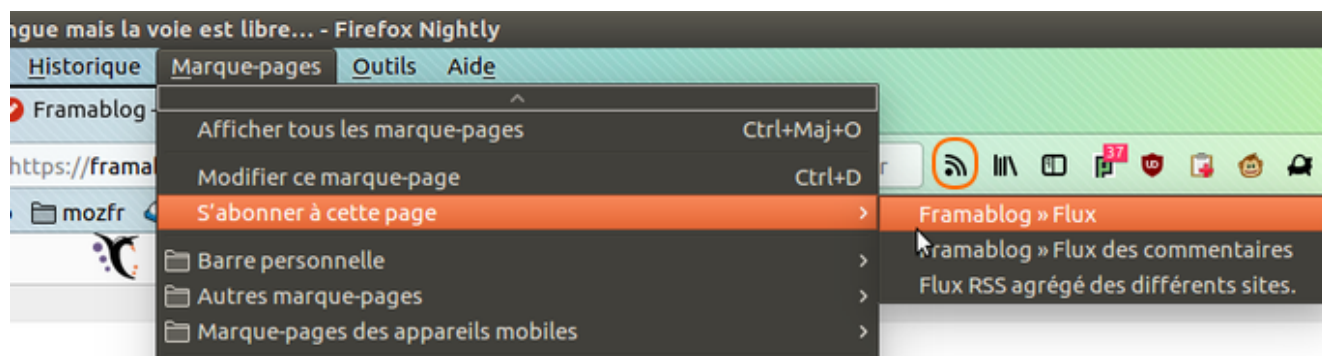 ngue mais la voie est libre... - Firefox Nightly
Historique Marque-pages Outils Aide
Framablog -
Afficher tous les marque-pages Ctrl+Maj+O
https://framal
37
Modifier ce marque-page Ctrl+D
mozfr
S'abonner à cette page
Framablog » Flux
Framablog » Flux des commentaires
Flux RSS agrégé des différents sites.
Barre personnelle
Autres marque-pages
Marque-pages des appareils mobiles